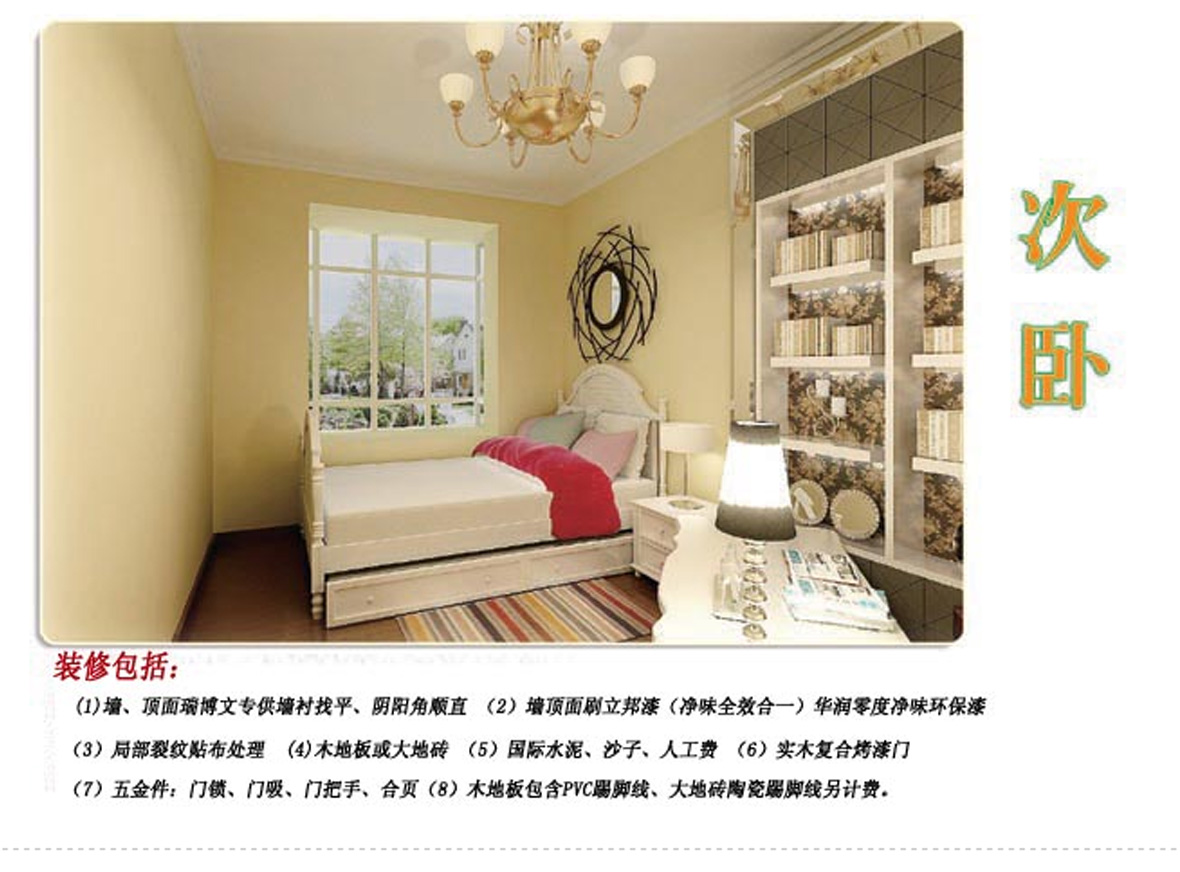 次卧
装修包括：
(1)墙、顶面瑞博文专供墙衬找平、阴阳角顺直 （2）墙顶面刷立邦漆（净味全效合一）华润零度净味环保漆
（3）局部裂纹贴布处理 (4)木地板或大地砖 （5）国际水泥、沙子、人工费 （6）实木复合烤漆门
（7）五金件：门锁、门吸、门把手、合页（8）木地板包含PVC踢脚线、大地砖陶瓷踢脚线另计费。